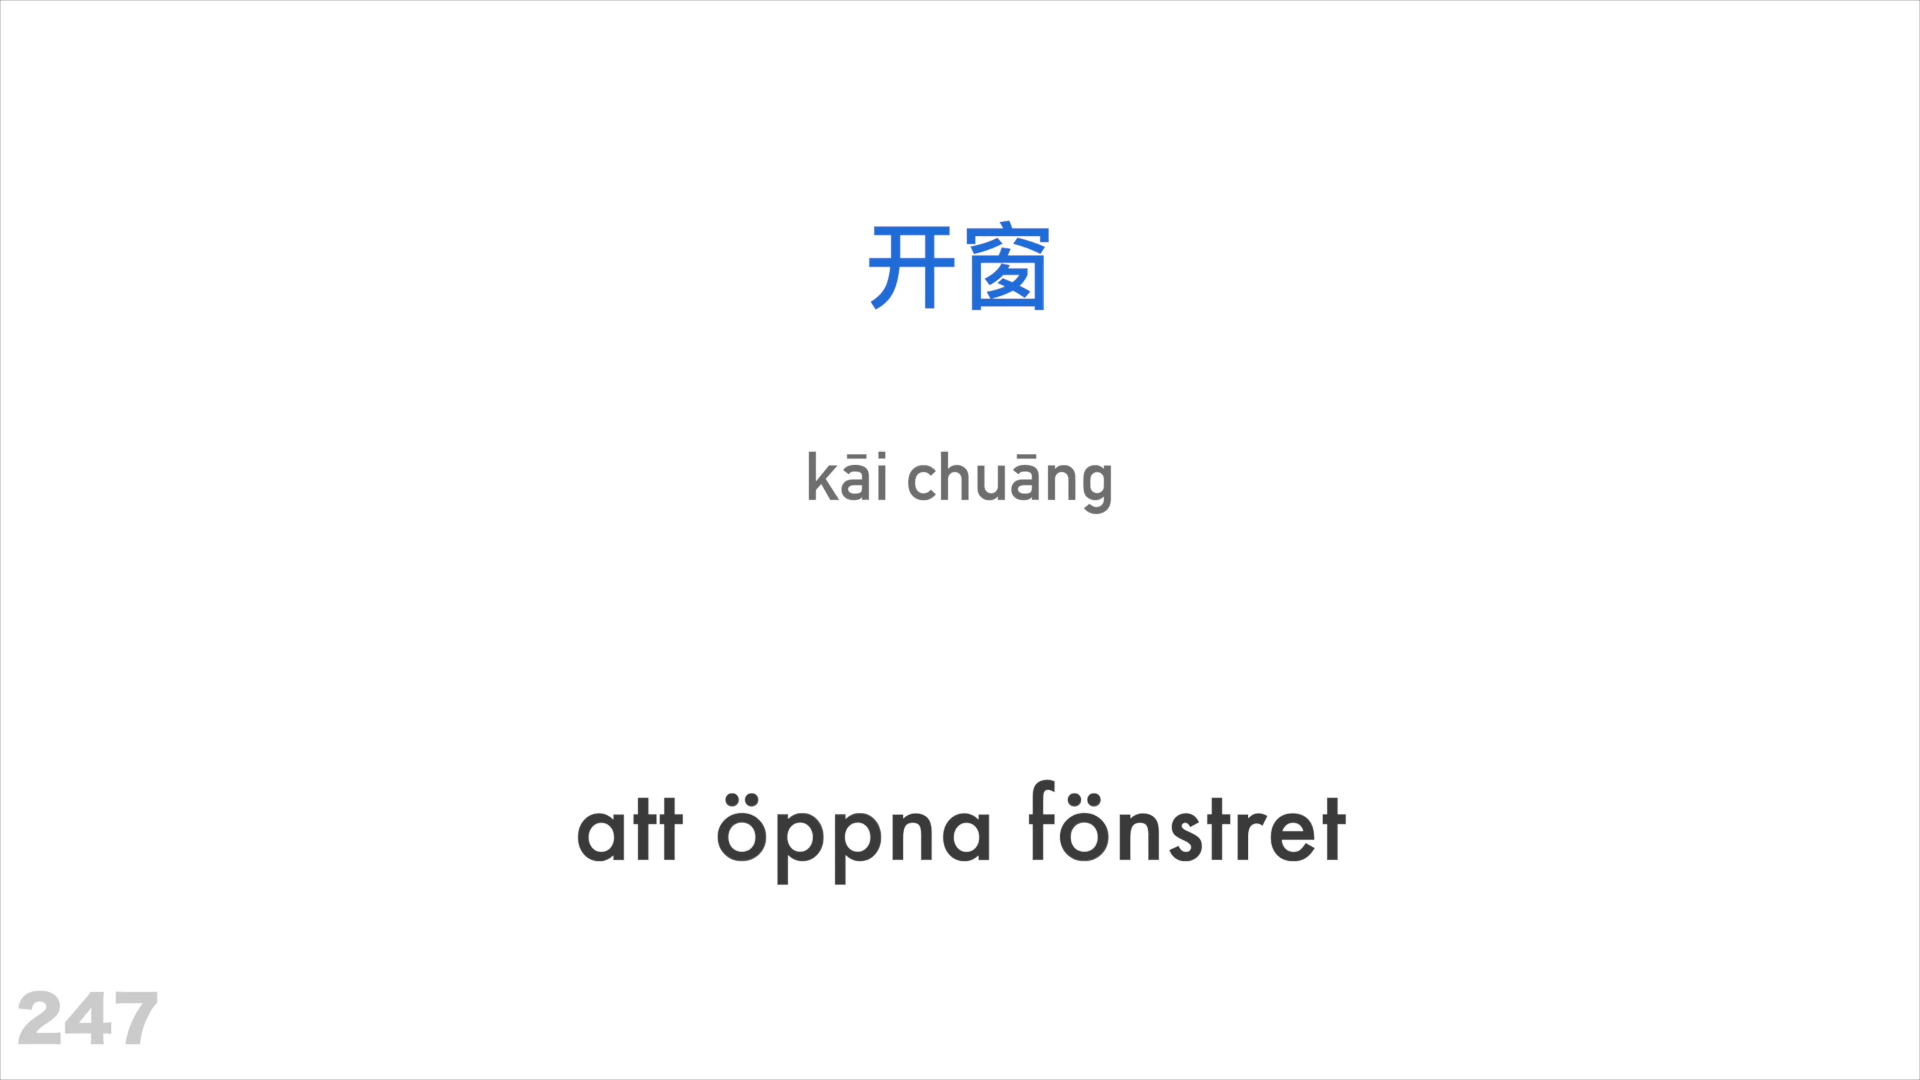 开窗
kāi chuāng
att öppna fönstret
247